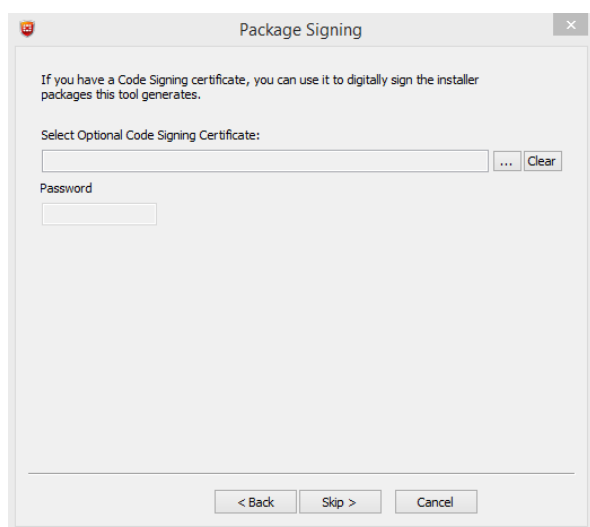 Package Signing
×
If you have a Code Signing certificate, you can use it to digitally sign the installer
packages this tool generates.
Select Optional Code Signing Certificate:
... Clear
Password
< Back Skip > Cancel